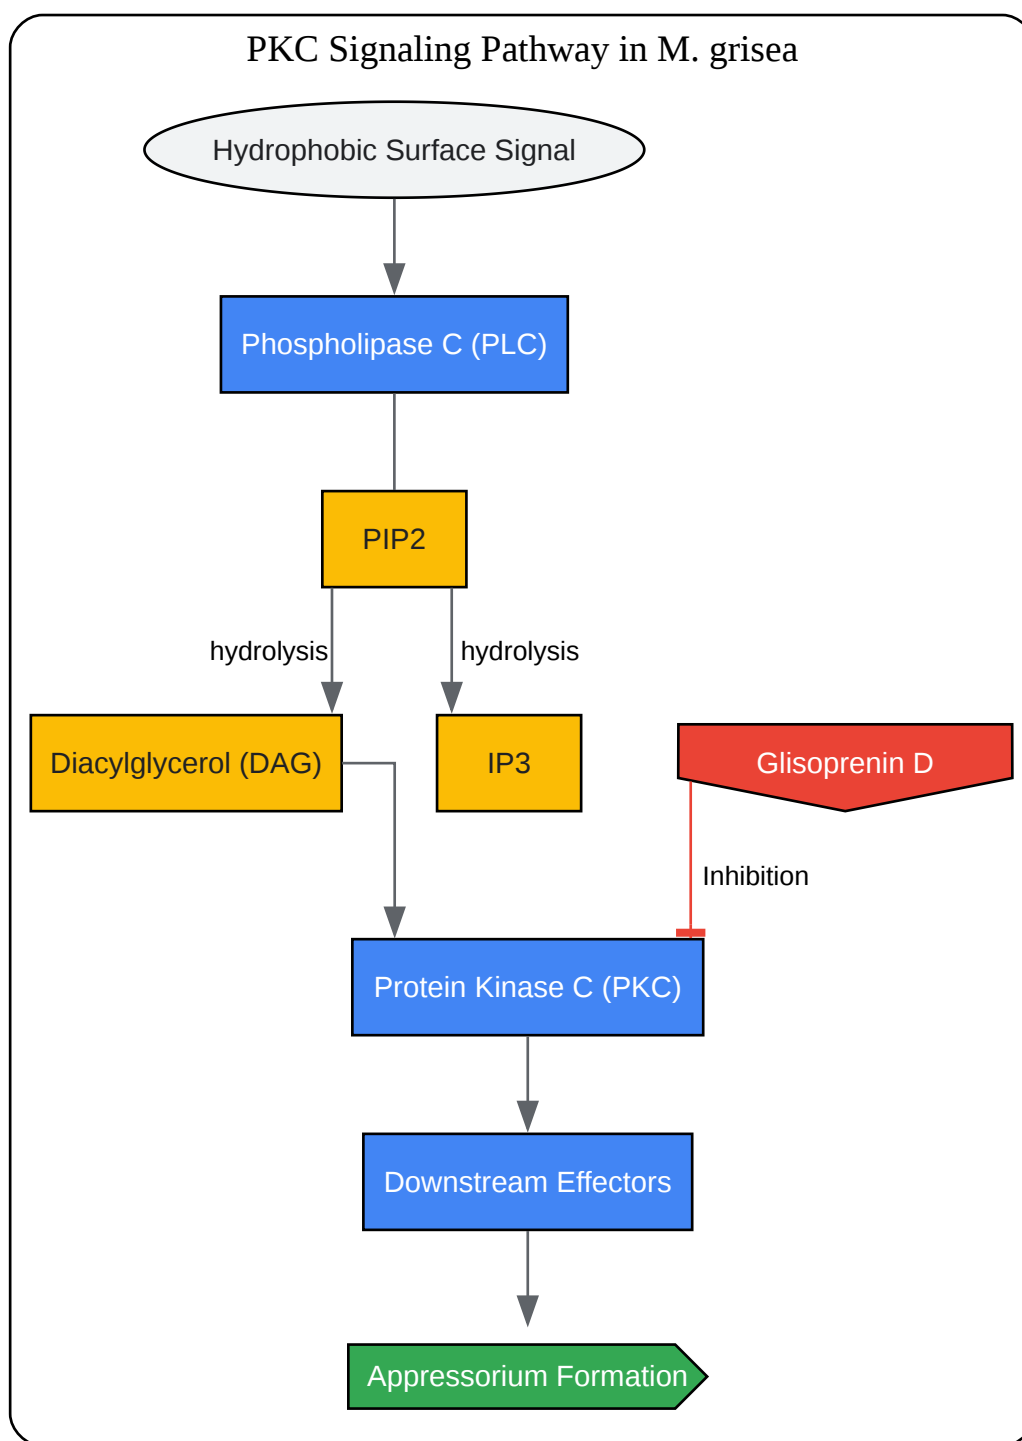 PKC Signaling Pathway in M. grisea
Hydrophobic Surface Signal
Phospholipase C (PLC)
PIP2
hydrolysis
hydrolysis
Diacylglycerol (DAG)
IP3
Glisoprenin D
Inhibition
Protein Kinase C (PKC)
Downstream Effectors
Appressorium Formation